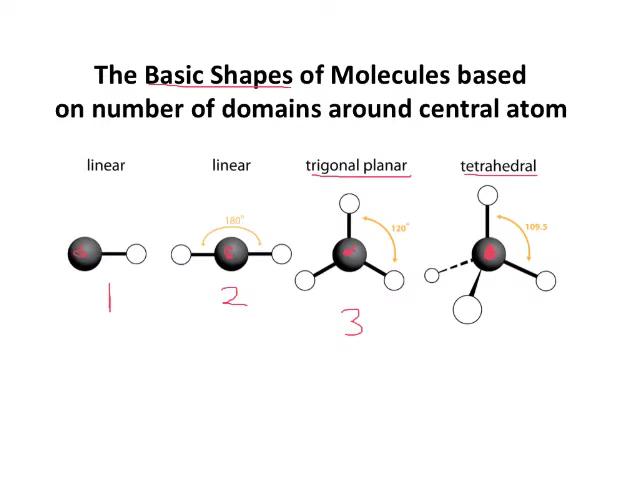 The Basic Shapes of Molecules based
on number of domains around central atom
linear linear trigonal planar tetrahedral
180° 120° 109.5
1 2 3